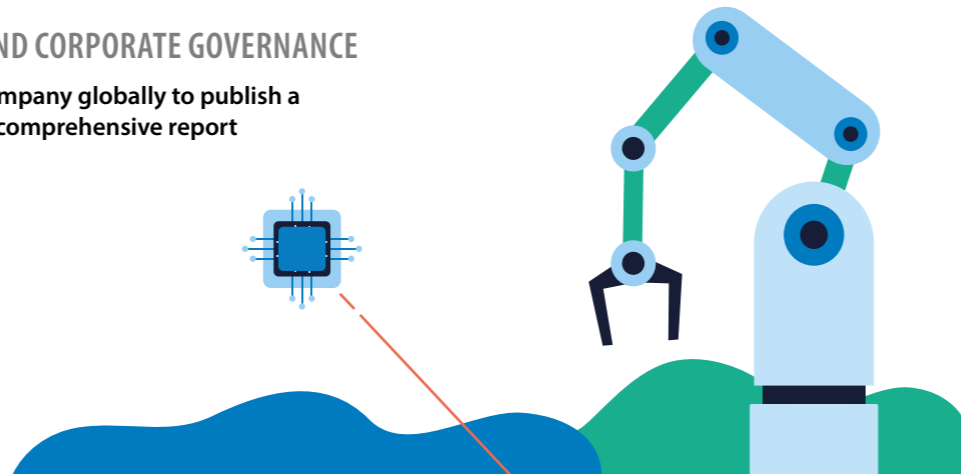 ND CORPORATE GOVERNANCE
mpany globally to publish a
comprehensive report